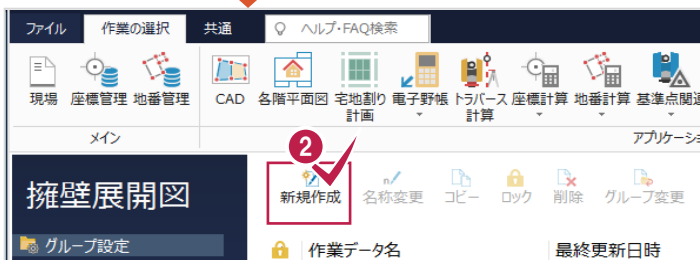 ファイル 作業の選択 共通 ヘルプ・FAQ検索
現場 座標管理 地番管理 CAD 各階平面図 宅地割り計画 電子野帳 トラバース計算 座標計算 地番計算 基準点関連
メイン アプリケーショ
2
擁壁展開図 新規作成 名称変更 コピー ロック 削除 グループ変更
グループ設定 作業データ名 最終更新日時